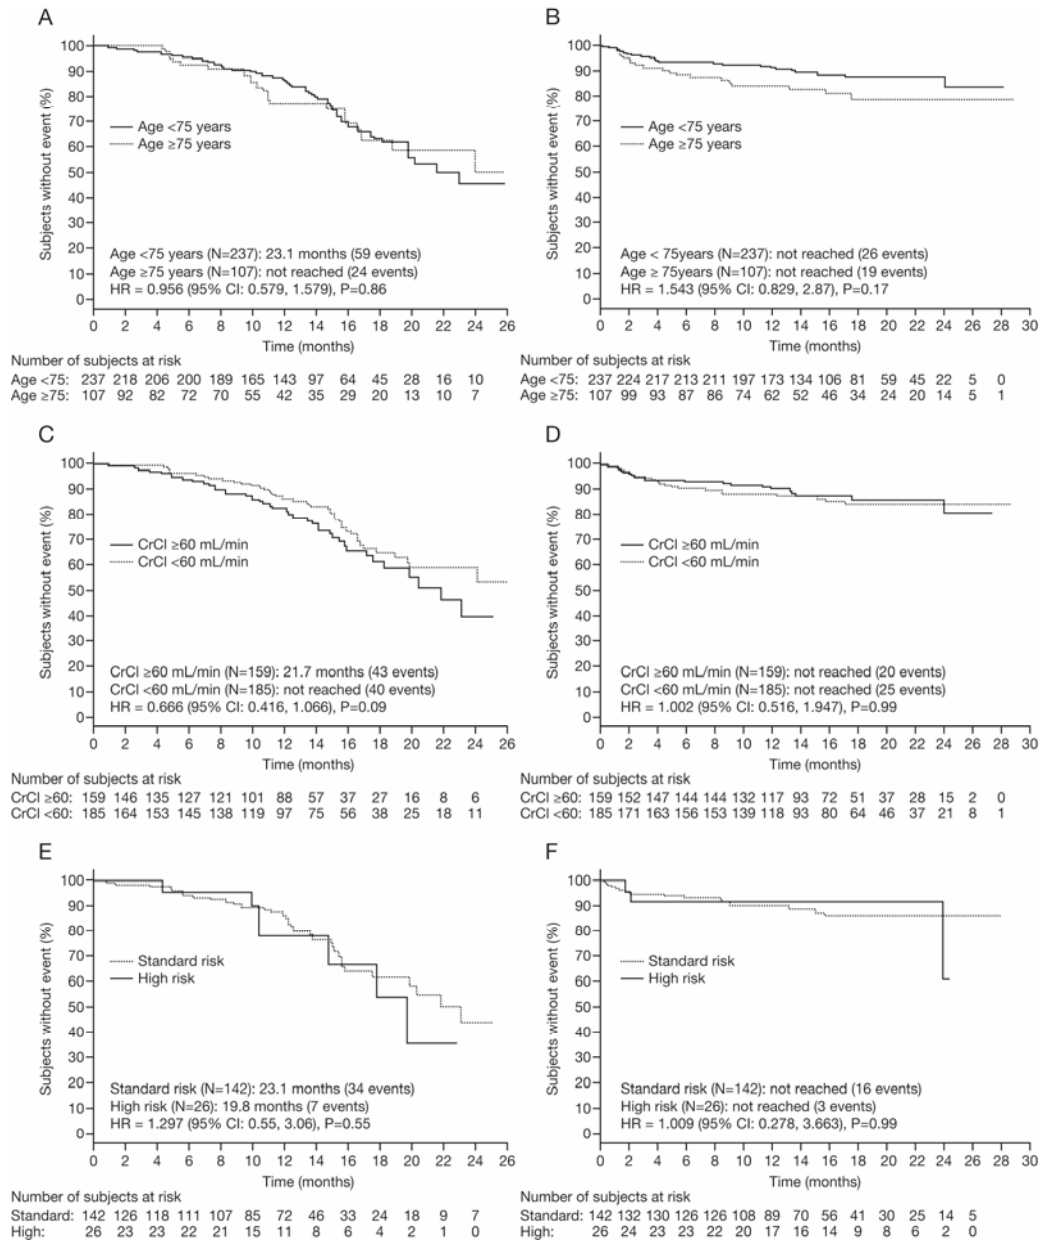 A
Subjects without event (%)
100
90
80
70
60
50
40
30
20
10
0
Age <75 years
Age ≥75 years
Age <75 years (N=237): 23.1 months (59 events)
Age ≥75 years (N=107): not reached (24 events)
HR = 0.956 (95% CI: 0.579, 1.579), P=0.86
0 2 4 6 8 10 12 14 16 18 20 22 24 26
Time (months)
Number of subjects at risk
Age <75: 237 218 206 200 189 165 143 97 64 45 28 16 10
Age ≥75: 107 92 82 72 70 55 42 35 29 20 13 10 7
B
Subjects without event (%)
100
90
80
70
60
50
40
30
20
10
0
Age <75 years
Age ≥75 years
Age < 75years (N=237): not reached (26 events)
Age ≥ 75years (N=107): not reached (19 events)
HR = 1.543 (95% CI: 0.829, 2.87), P=0.17
0 2 4 6 8 10 12 14 16 18 20 22 24 26 28 30
Time (months)
Number of subjects at risk
Age <75: 237 224 217 213 211 197 173 134 106 81 59 45 22 5 0
Age ≥75: 107 99 93 87 86 74 62 52 46 34 24 20 14 5 1
C
Subjects without event (%)
100
90
80
70
60
50
40
30
20
10
0
CrCl ≥60 mL/min
CrCl <60 mL/min
CrCl ≥60 mL/min (N=159): 21.7 months (43 events)
CrCl <60 mL/min (N=185): not reached (40 events)
HR = 0.666 (95% CI: 0.416, 1.066), P=0.09
0 2 4 6 8 10 12 14 16 18 20 22 24 26
Time (months)
Number of subjects at risk
CrCl ≥60: 159 146 135 127 121 101 88 57 37 27 16 8 6
CrCl <60: 185 164 153 145 138 119 97 75 56 38 25 18 11
D
Subjects without event (%)
100
90
80
70
60
50
40
30
20
10
0
CrCl ≥60 mL/min
CrCl <60 mL/min
CrCl ≥60 mL/min (N=159): not reached (20 events)
CrCl <60 mL/min (N=185): not reached (25 events)
HR = 1.002 (95% CI: 0.516, 1.947), P=0.99
0 2 4 6 8 10 12 14 16 18 20 22 24 26 28 30
Time (months)
Number of subjects at risk
CrCl ≥60: 159 152 147 144 144 132 117 93 72 51 37 28 15 2 0
CrCl <60: 185 171 163 156 153 139 118 93 80 64 46 37 21 8 1
E
Subjects without event (%)
100
90
80
70
60
50
40
30
20
10
0
Standard risk
High risk
Standard risk (N=142): 23.1 months (34 events)
High risk (N=26): 19.8 months (7 events)
HR = 1.297 (95% CI: 0.55, 3.06), P=0.55
0 2 4 6 8 10 12 14 16 18 20 22 24 26
Time (months)
Number of subjects at risk
Standard: 142 126 118 111 107 85 72 46 33 24 18 9 7
High: 26 23 23 22 21 15 11 8 6 4 2 1 0
F
Subjects without event (%)
100
90
80
70
60
50
40
30
20
10
0
Standard risk
High risk
Standard risk (N=142): not reached (16 events)
High risk (N=26): not reached (3 events)
HR = 1.009 (95% CI: 0.278, 3.663), P=0.99
0 2 4 6 8 10 12 14 16 18 20 22 24 26 28 30
Time (months)
Number of subjects at risk
Standard: 142 132 130 126 126 108 89 70 56 41 30 25 14 5
High: 26 24 23 23 22 20 17 16 14 9 8 6 2 0